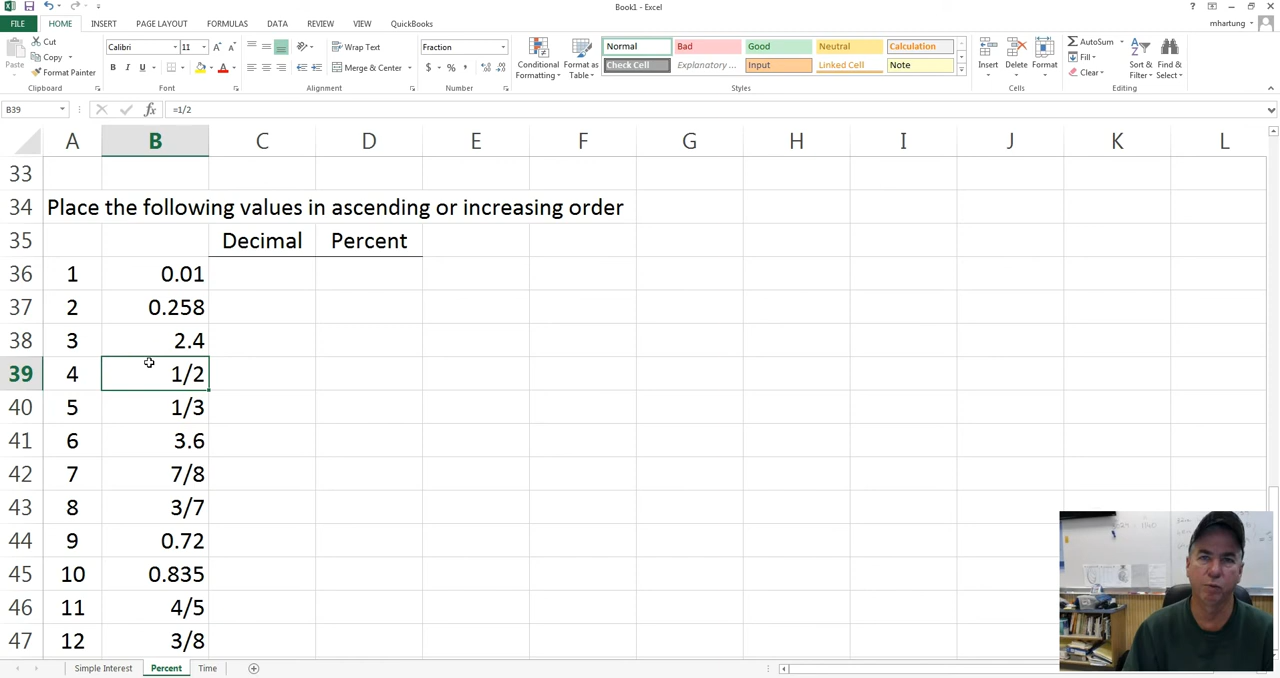 Book1 - Excel
FILE HOME INSERT PAGE LAYOUT FORMULAS DATA REVIEW VIEW QuickBooks mhartung
Cut
Copy
Format Painter
Paste
Clipboard
Calibri 11
B I U
Font
Wrap Text
Merge & Center
Alignment
Fraction
$ % ,
Number
Conditional Formatting
Format as Table
Normal Bad Good Neutral Calculation
Check Cell Explanatory ... Input Linked Cell Note
Styles
Insert Delete Format
Cells
AutoSum
Fill
Clear
Sort & Filter
Find & Select
Editing
B39 fx =1/2
A B C D E F G H I J K L
33
34 Place the following values in ascending or increasing order
35 Decimal Percent
36 1 0.01
37 2 0.258
38 3 2.4
39 4 1/2
40 5 1/3
41 6 3.6
42 7 7/8
43 8 3/7
44 9 0.72
45 10 0.835
46 11 4/5
47 12 3/8
Simple Interest Percent Time